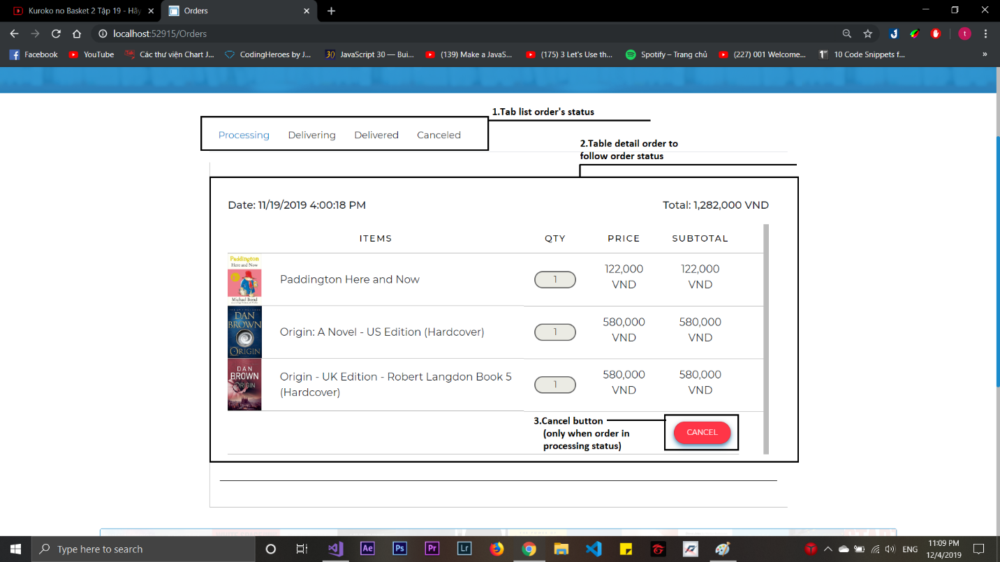 Kuroko no Basket 2 Tập 19 - Hãy
Orders
localhost:52915/Orders
t
Facebook
YouTube
Các thư viện Chart J...
CodingHeroes by J...
30
JavaScript 30 — Bui...
(139) Make a JavaS...
(175) 3 Let's Use th...
Spotify – Trang chủ
(227) 001 Welcome...
10 Code Snippets f...
»
1.Tab list order's status
Processing
Delivering
Delivered
Canceled
2.Table detail order to
follow order status
Date: 11/19/2019 4:00:18 PM
Total: 1,282,000 VND
ITEMS
QTY
PRICE
SUBTOTAL
Paddington
Here and Now
Michael Bond
Paddington Here and Now
1
122,000
VND
122,000
VND
DAN
BROWN
ORIGIN
Origin: A Novel - US Edition (Hardcover)
1
580,000
VND
580,000
VND
DAN
BROWN
ORIGIN
Origin - UK Edition - Robert Langdon Book 5
(Hardcover)
1
580,000
VND
580,000
VND
3.Cancel button
(only when order in
processing status)
CANCEL
Type here to search
Ae
Ps
Pr
Lr
ENG
11:09 PM
12/4/2019